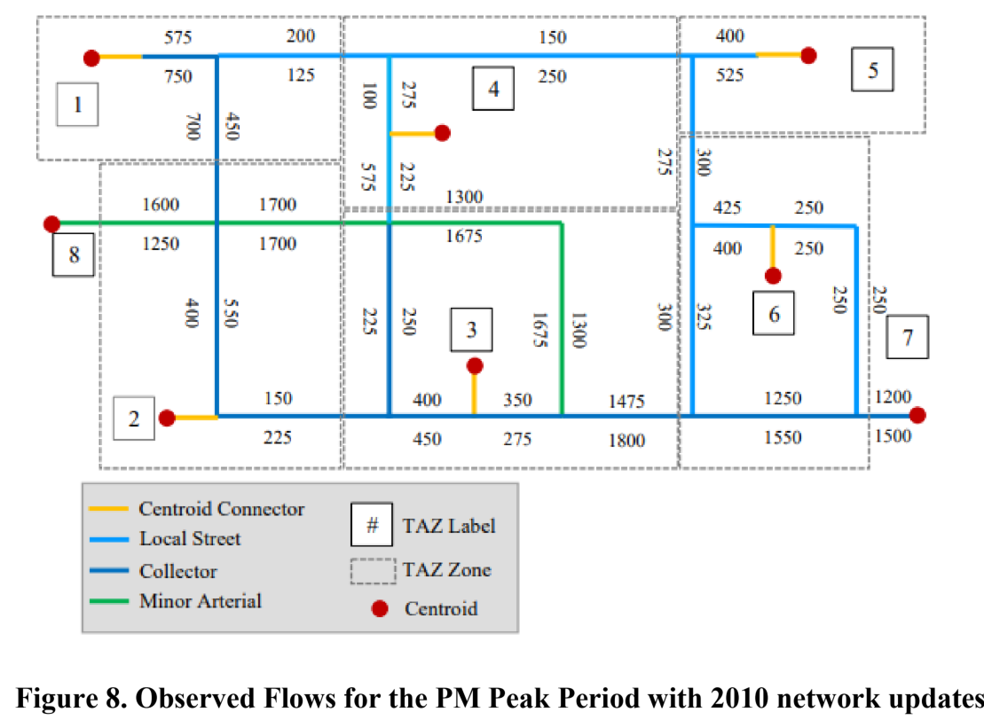 575 200 150 400
750 125 250 525
1 4 5
100 275
700 450
575 225
275 300
1600 1700 1300 425 250
1250 1700 1675 400 250
8
400 550 225 250 3 1675 1300 300 325 6 250 250 7
2
150 400 350 1475 1250 1200
225 450 275 1800 1550 1500
Centroid Connector
Local Street
Collector
Minor Arterial
# TAZ Label
TAZ Zone
Centroid
Figure 8. Observed Flows for the PM Peak Period with 2010 network updates